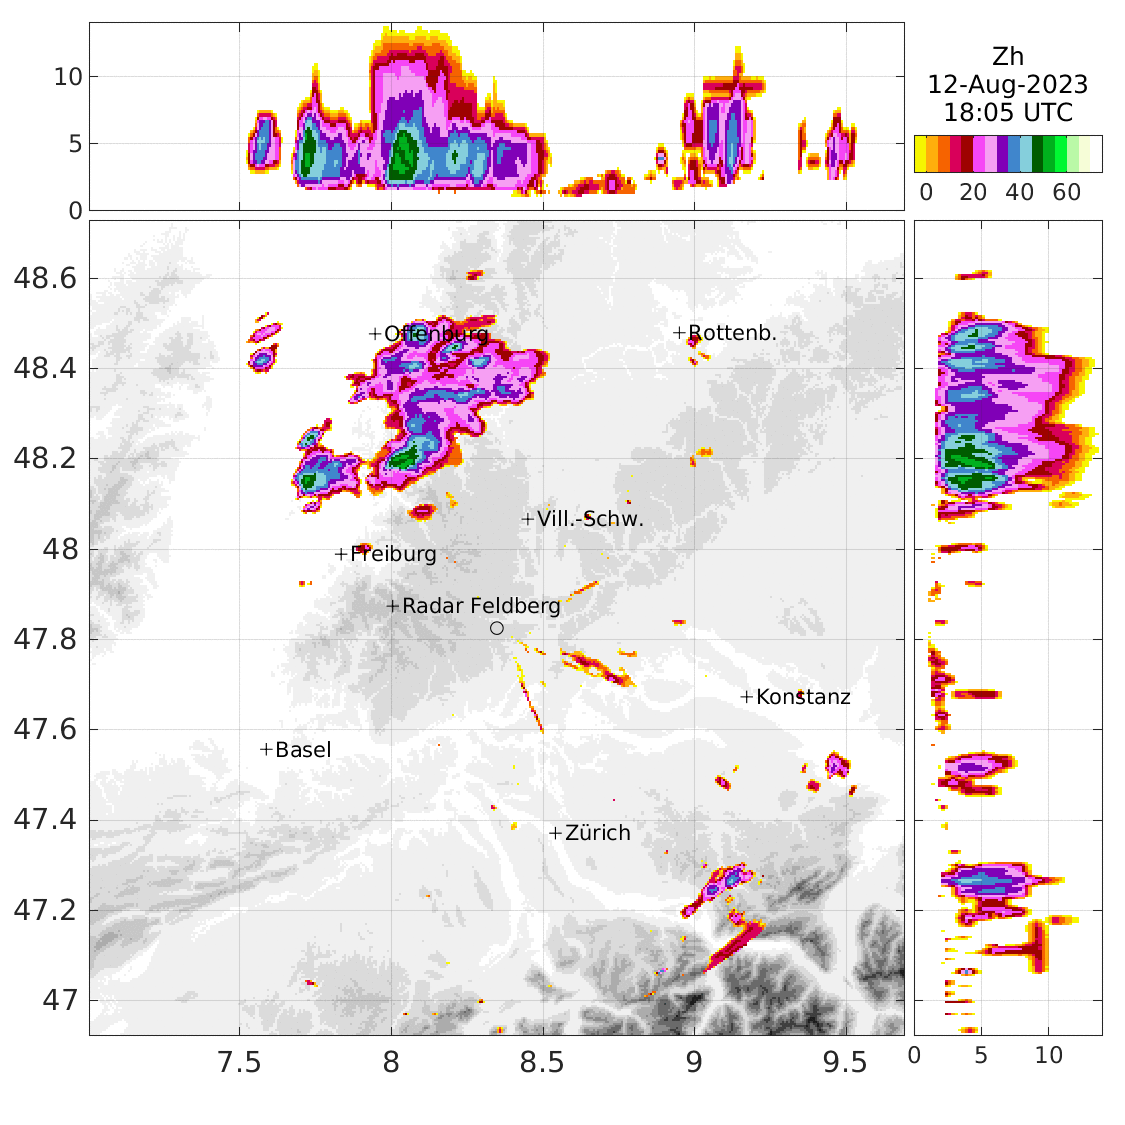 10
5
0
Zh
12-Aug-2023
18:05 UTC
0 20 40 60
48.6
48.4
48.2
48
47.8
47.6
47.4
47.2
47
Offenburg
Rottenb.
Vill.-Schw.
Freiburg
Radar Feldberg
Konstanz
Basel
Zürich
7.5 8 8.5 9 9.5
0 5 10